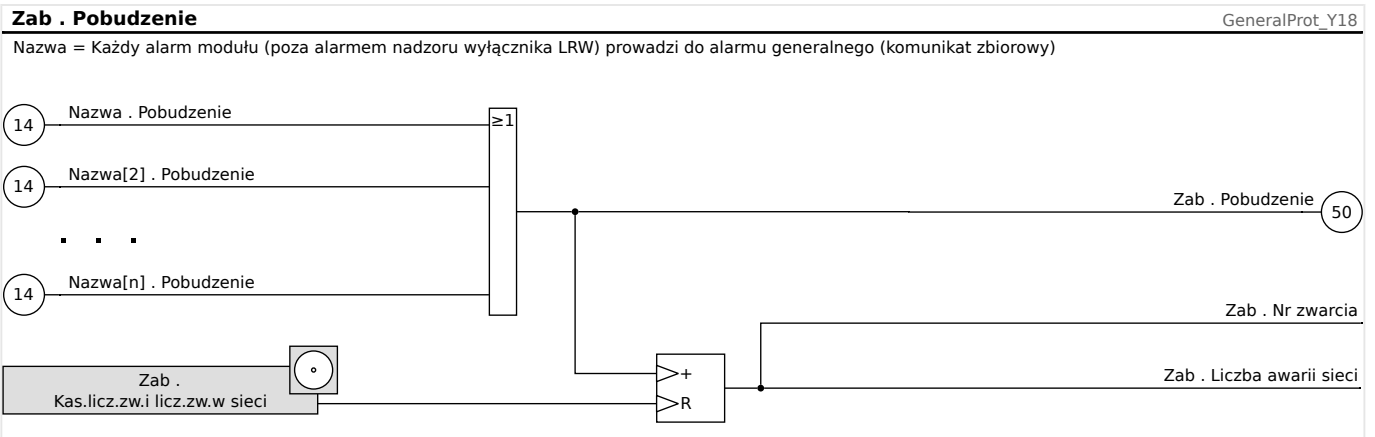 Zab . Pobudzenie
GeneralProt_Y18
Nazwa = Każdy alarm modułu (poza alarmem nadzoru wyłącznika LRW) prowadzi do alarmu generalnego (komunikat zbiorowy)
14
Nazwa . Pobudzenie
≥1
14
Nazwa[2] . Pobudzenie
Zab . Pobudzenie
50
. . .
14
Nazwa[n] . Pobudzenie
Zab . Nr zwarcia
Zab .
Kas.licz.zw.i licz.zw.w sieci
+
R
Zab . Liczba awarii sieci